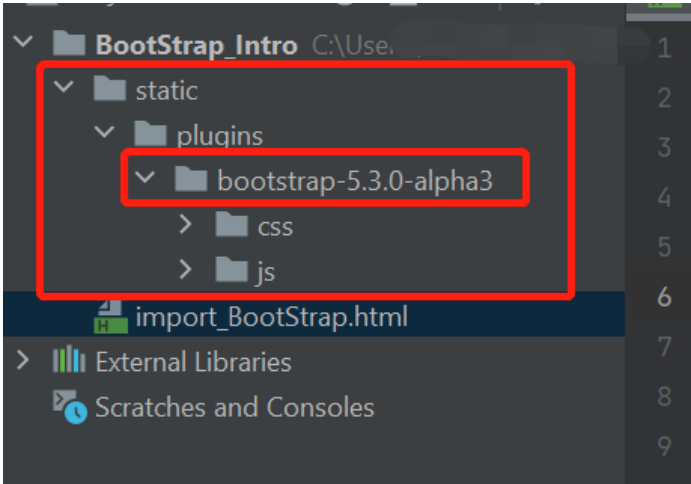 BootStrap_Intro C:\Use
static
plugins
bootstrap-5.3.0-alpha3
css
js
import_BootStrap.html
External Libraries
Scratches and Consoles
1
2
3
4
5
6
7
8
9